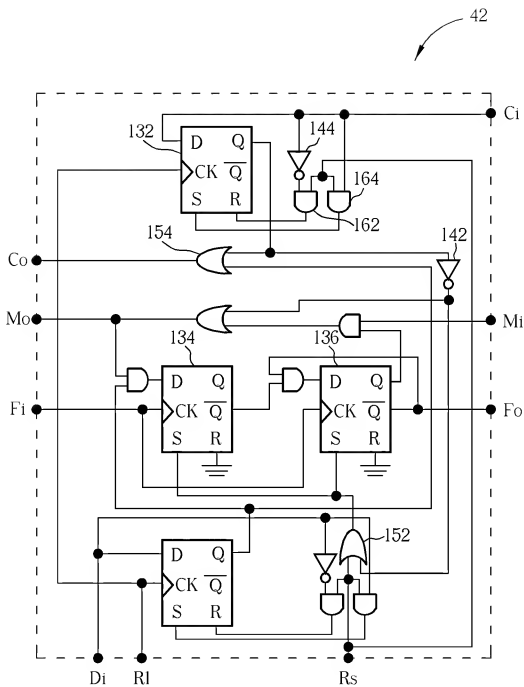 42
Ci
132
D Q
CK Q
S R
144
164
162
154
142
Co
Mo
Mi
134
136
D Q
CK Q
S R
D Q
CK Q
S R
Fi
Fo
152
D Q
CK Q
S R
Di
Rl
Rs